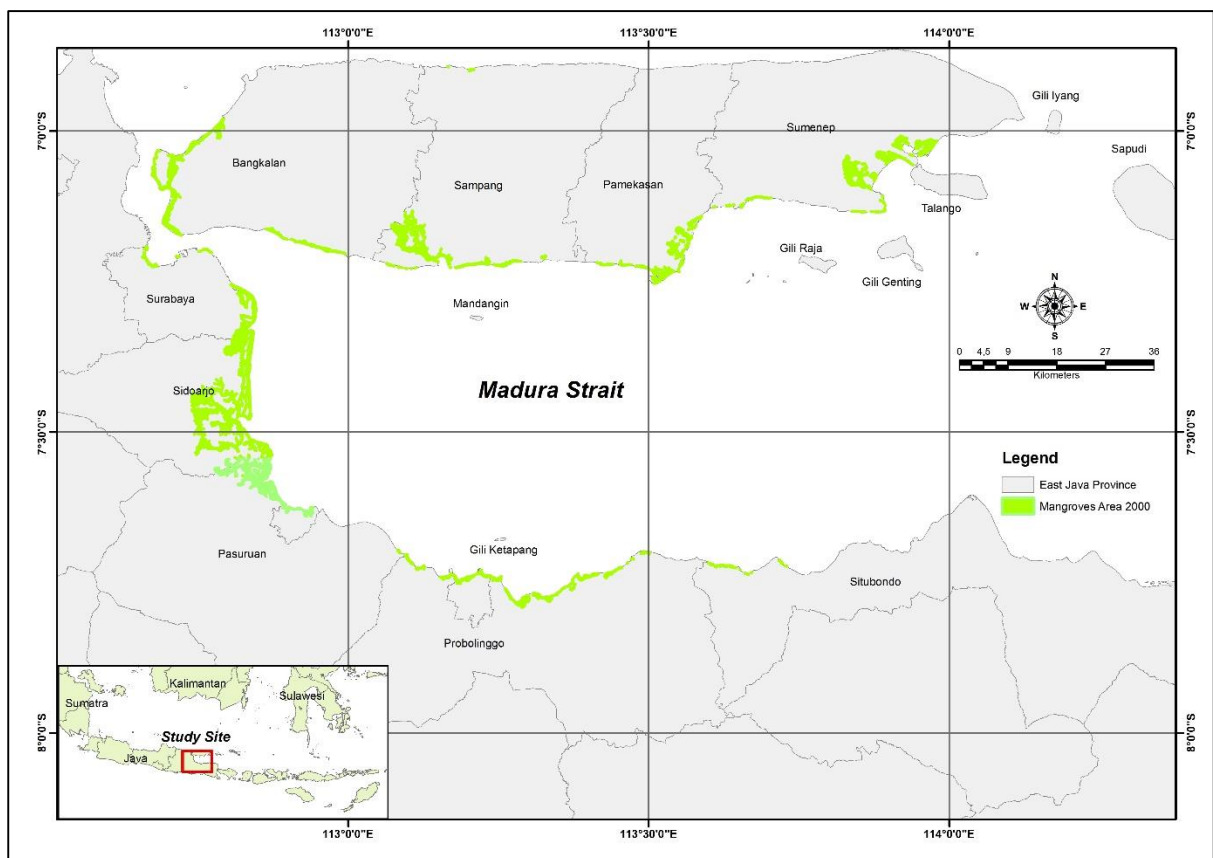 113°0'0"E
113°30'0"E
114°0'0"E
Gili Iyang
7°0'0"S
7°0'0"S
Sumenep
Sapudi
Bangkalan
Sampang
Pamekasan
Talango
Gili Raja
Gili Genting
Surabaya
Mandangin
N
W
E
S
0 4,5 9 18 27 36
Kilometers
Sidoarjo
Madura Strait
7°30'0"S
7°30'0"S
Legend
East Java Province
Mangroves Area 2000
Pasuruan
Gili Ketapang
Situbondo
Probolinggo
Kalimantan
Sulawesi
Sumatra
Study Site
Java
8°0'0"S
8°0'0"S
113°0'0"E
113°30'0"E
114°0'0"E